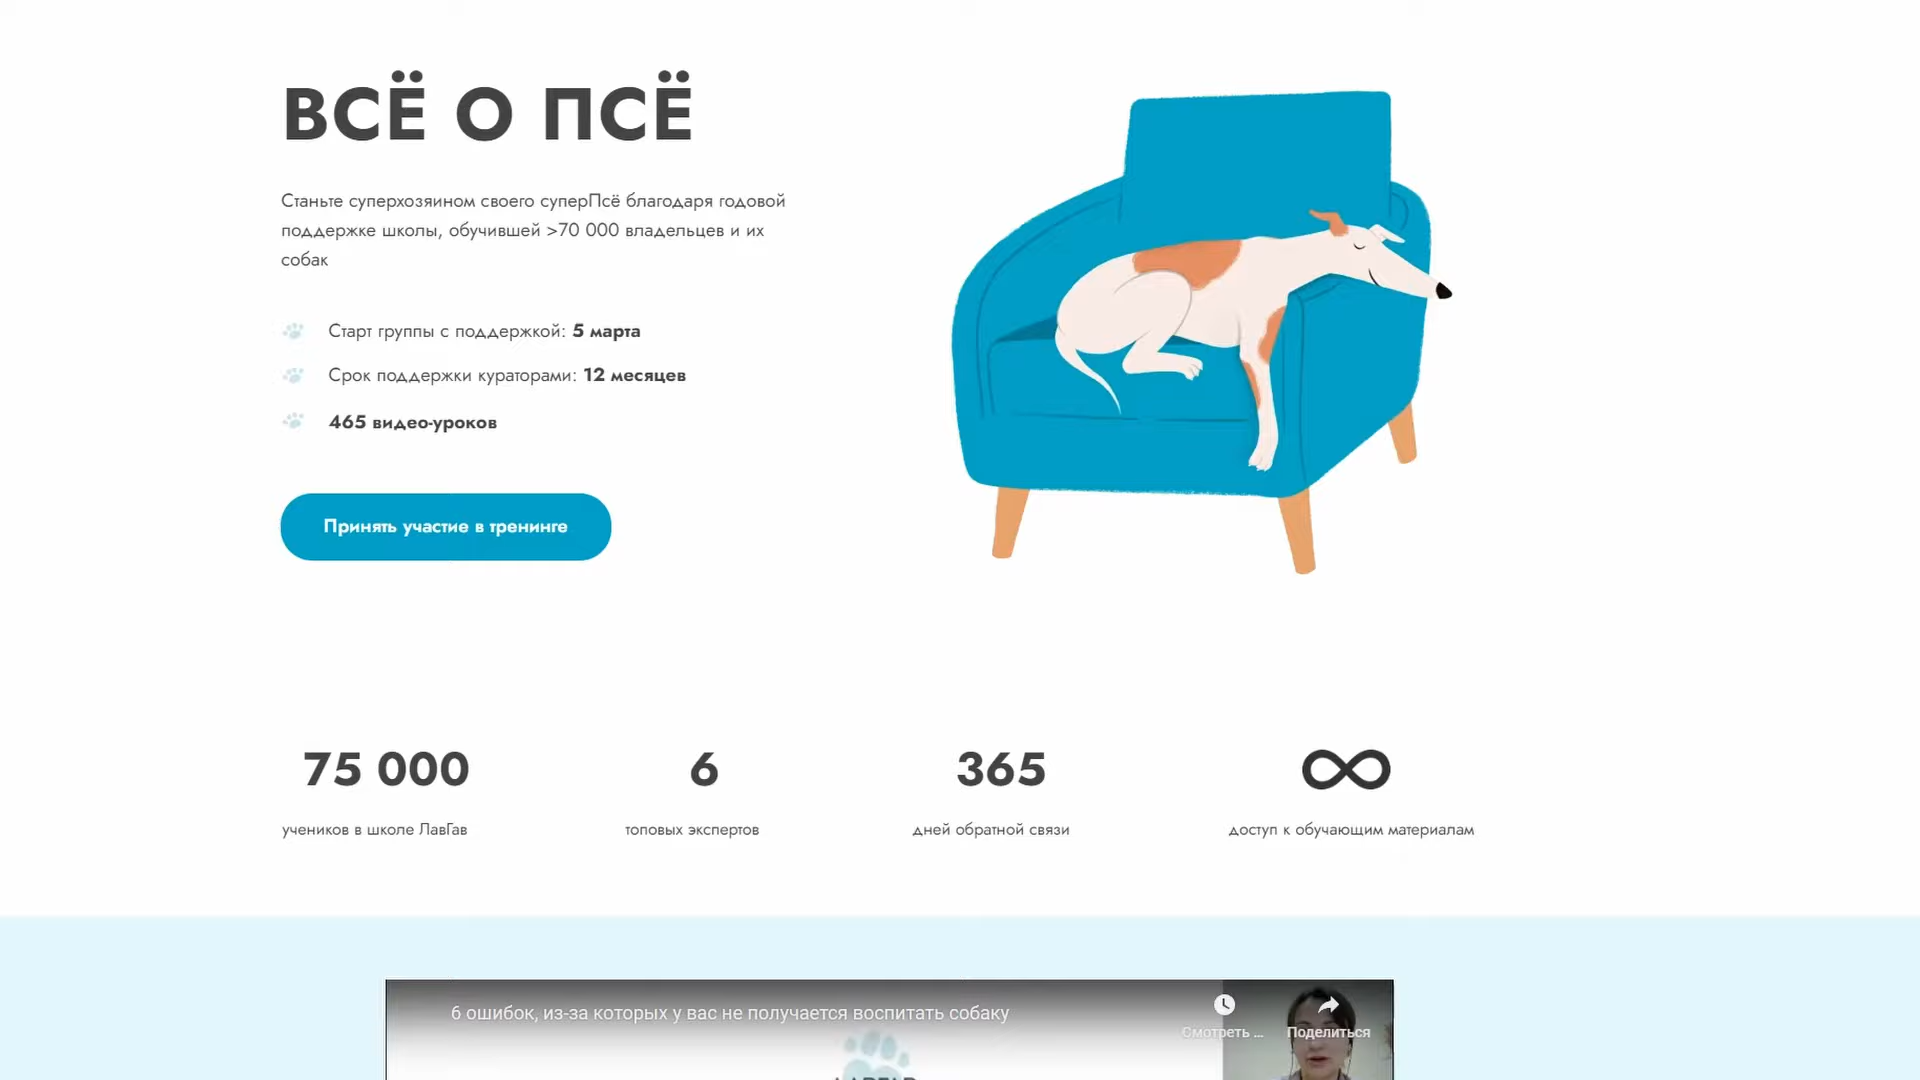 ВСЁ О ПСЁ
Станьте суперхозяином своего суперПсё благодаря годовой
поддержке школы, обучившей >70 000 владельцев и их
собак
Старт группы с поддержкой: 5 марта
Срок поддержки кураторами: 12 месяцев
465 видео-уроков
Принять участие в тренинге
75 000
учеников в школе ЛавГав
6
топовых экспертов
365
дней обратной связи
∞
доступ к обучающим материалам
6 ошибок, из-за которых у вас не получается воспитать собаку
Смотреть ...
Поделиться